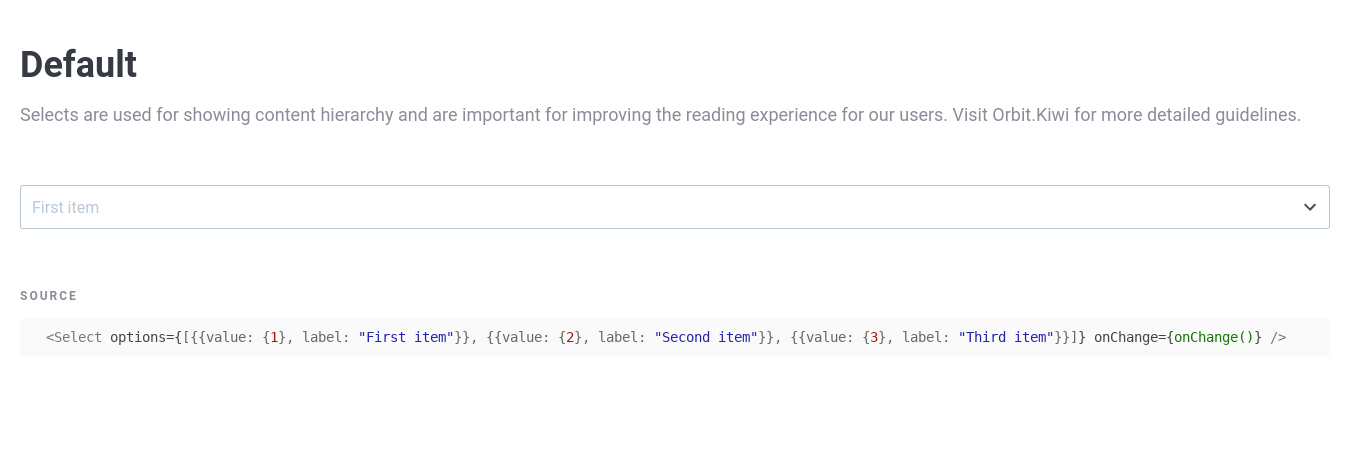 Default
Selects are used for showing content hierarchy and are important for improving the reading experience for our users. Visit Orbit.Kiwi for more detailed guidelines.
First item
SOURCE
<Select options={[{{value: {1}, label: "First item"}}, {{value: {2}, label: "Second item"}}, {{value: {3}, label: "Third item"}}]} onChange={onChange()} />